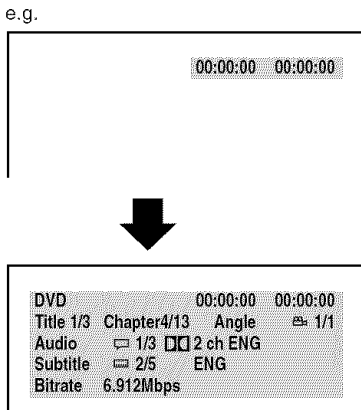 e.g.
00:00:00 00:00:00
DVD 00:00:00 00:00:00
Title 1/3 Chapter4/13 Angle 1/1
Audio 1/3 2 ch ENG
Subtitle 2/5 ENG
Bitrate 6.912Mbps